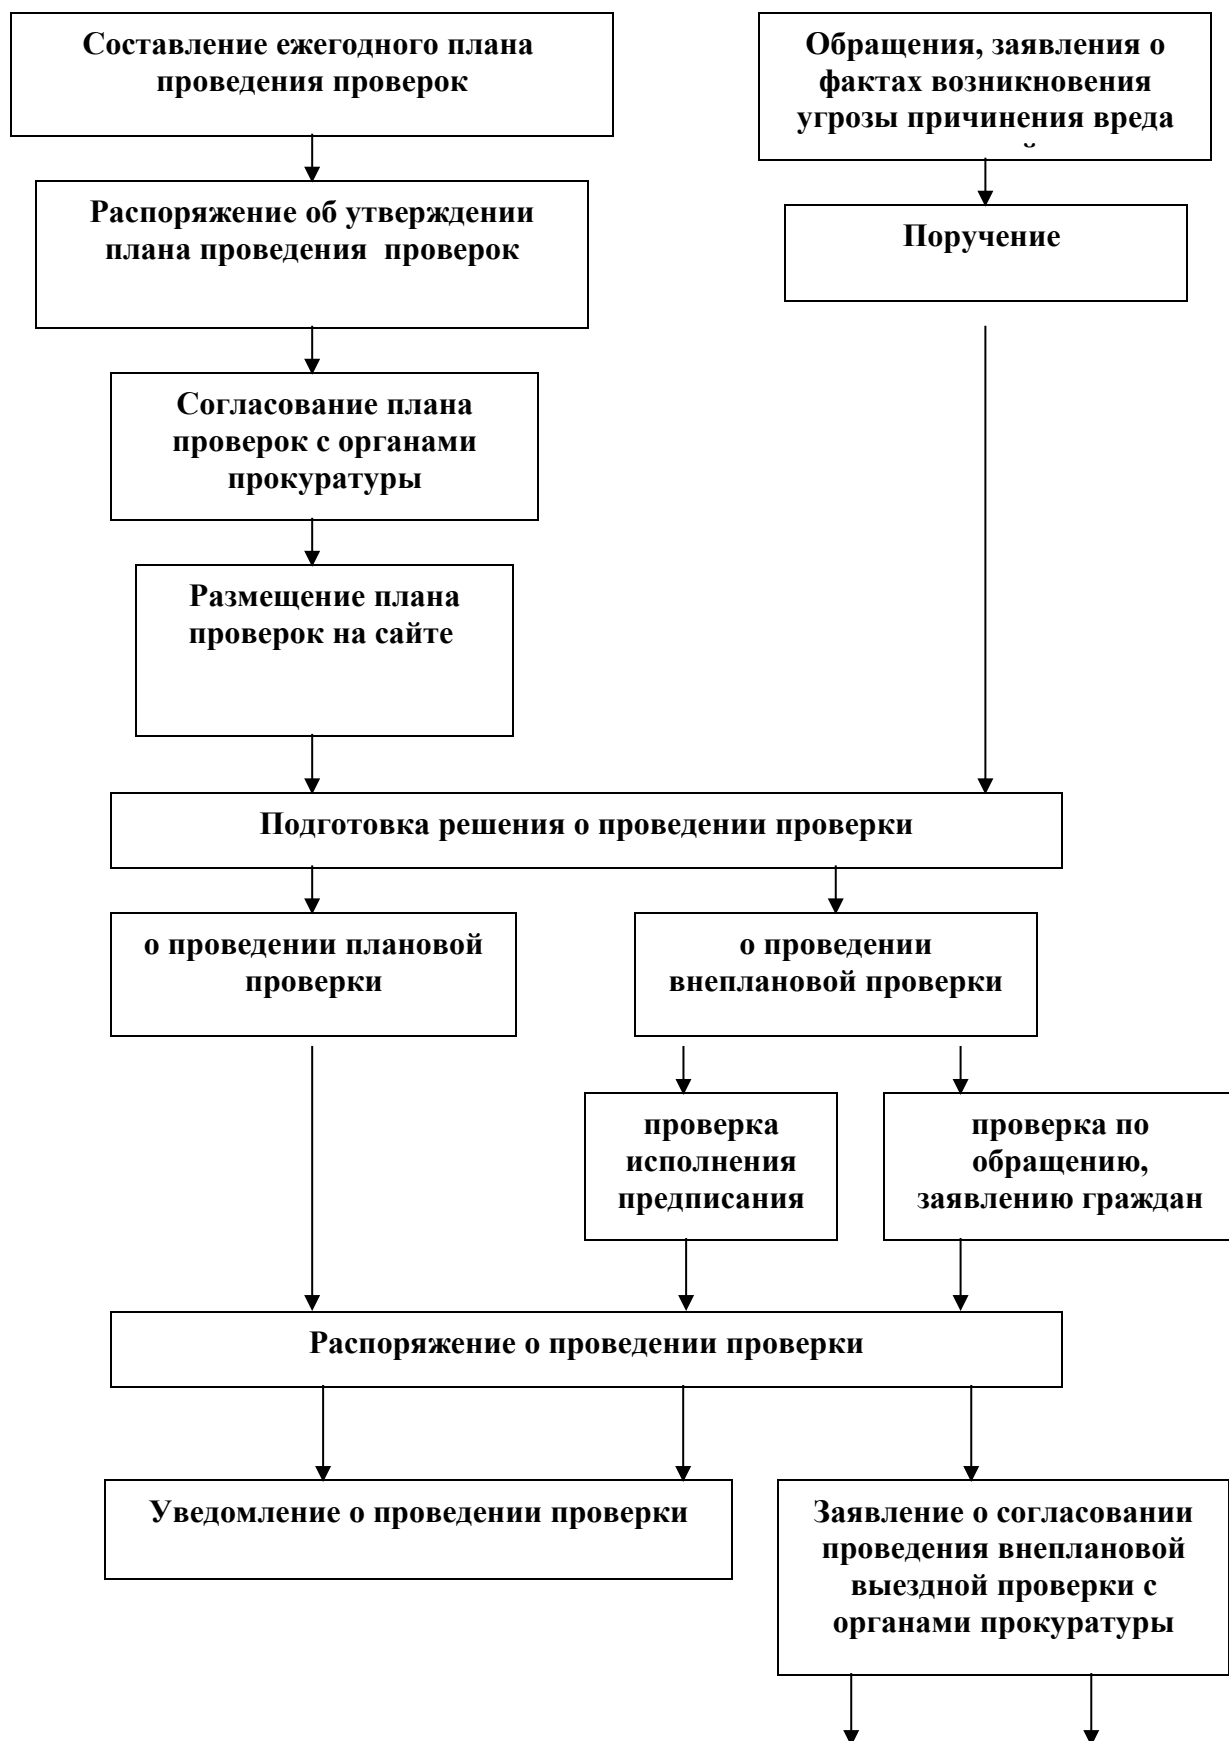 Составление ежегодного плана
проведения проверок
Обращения, заявления о
фактах возникновения
угрозы причинения вреда
Распоряжение об утверждении
плана проведения проверок
Поручение
Согласование плана
проверок с органами
прокуратуры
Размещение плана
проверок на сайте
Подготовка решения о проведении проверки
о проведении плановой
проверки
о проведении
внеплановой проверки
проверка
исполнения
предписания
проверка по
обращению,
заявлению граждан
Распоряжение о проведении проверки
Уведомление о проведении проверки
Заявление о согласовании
проведения внеплановой
выездной проверки с
органами прокуратуры